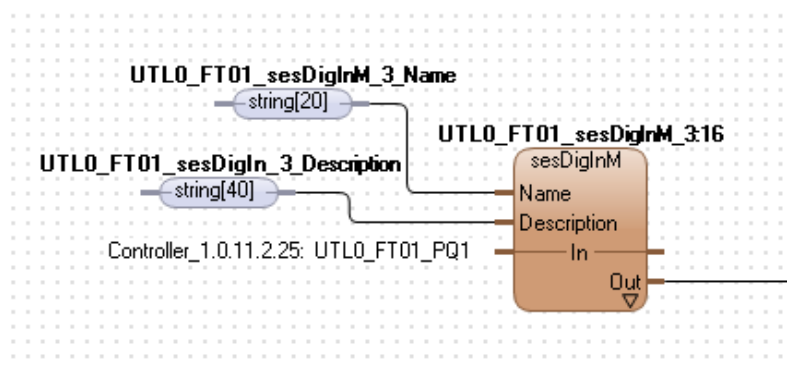 UTL0_FT01_sesDigInM_3_Name
string[20]
UTL0_FT01_sesDigInM_3:16
sesDigInM
UTL0_FT01_sesDigIn_3_Description
string[40]
Name
Description
Controller_1.0.11.2.25: UTL0_FT01_PQ1
In
Out